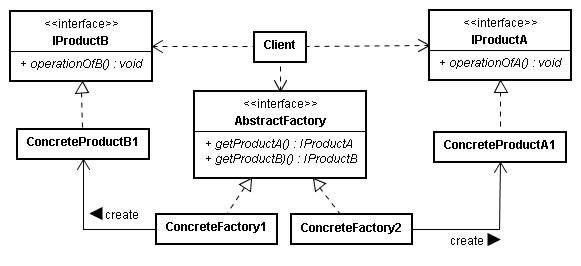 <<interface>>
IProductB
+ operationOfB() : void
Client
<<interface>>
IProductA
+ operationOfA() : void
<<interface>>
AbstractFactory
+ getProductA() : IProductA
+ getProductB)() : IProductB
ConcreteProductB1
ConcreteProductA1
create
ConcreteFactory1
ConcreteFactory2
create